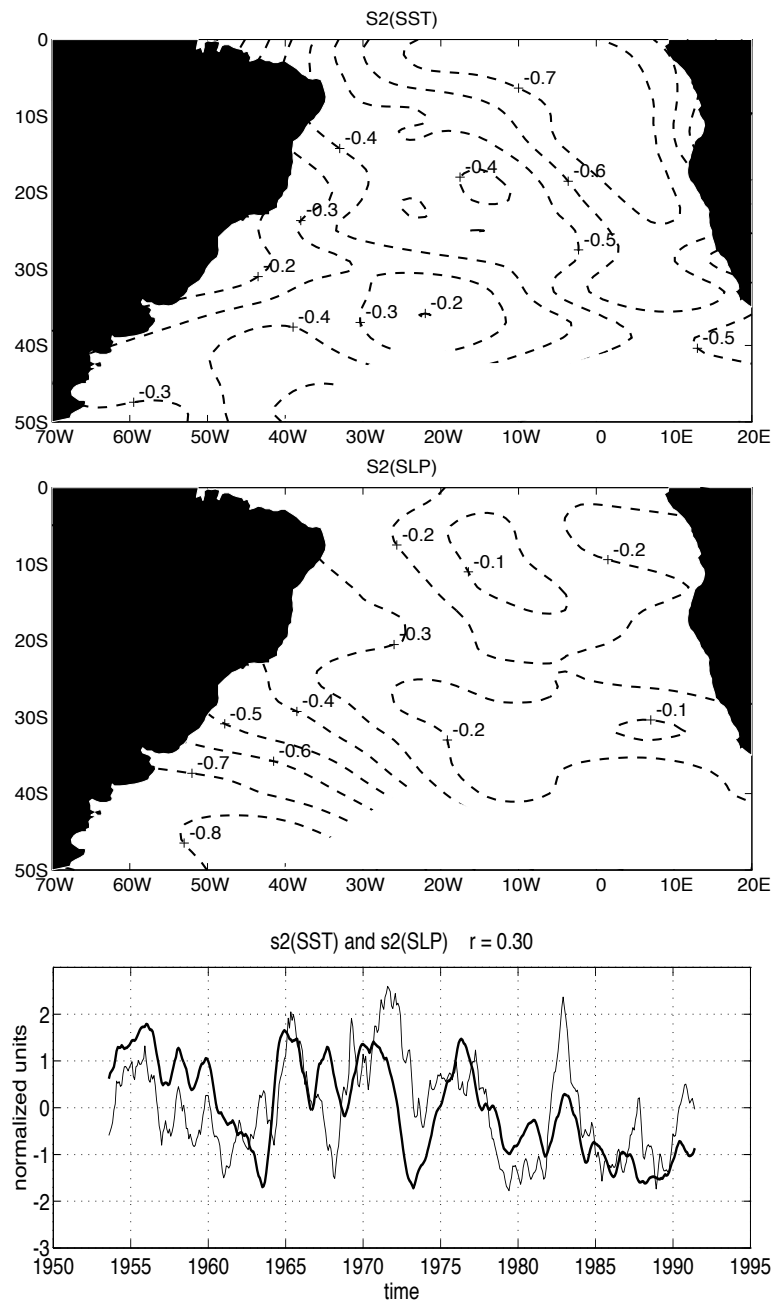 S2(SST)
0
10S
20S
30S
40S
50S
-0.7
-0.4
-0.6
-0.4
-0.3
-0.5
-0.2
-0.4
-0.3
-0.2
-0.5
-0.3
70W 60W 50W 40W 30W 20W 10W 0 10E 20E
S2(SLP)
0
10S
20S
30S
40S
50S
-0.2
-0.1
-0.2
-0.3
-0.4
-0.5
-0.1
-0.2
-0.6
-0.7
-0.8
70W 60W 50W 40W 30W 20W 10W 0 10E 20E
s2(SST) and s2(SLP) r = 0.30
normalized units
2
1
0
-1
-2
-3
1950 1955 1960 1965 1970 1975 1980 1985 1990 1995
time